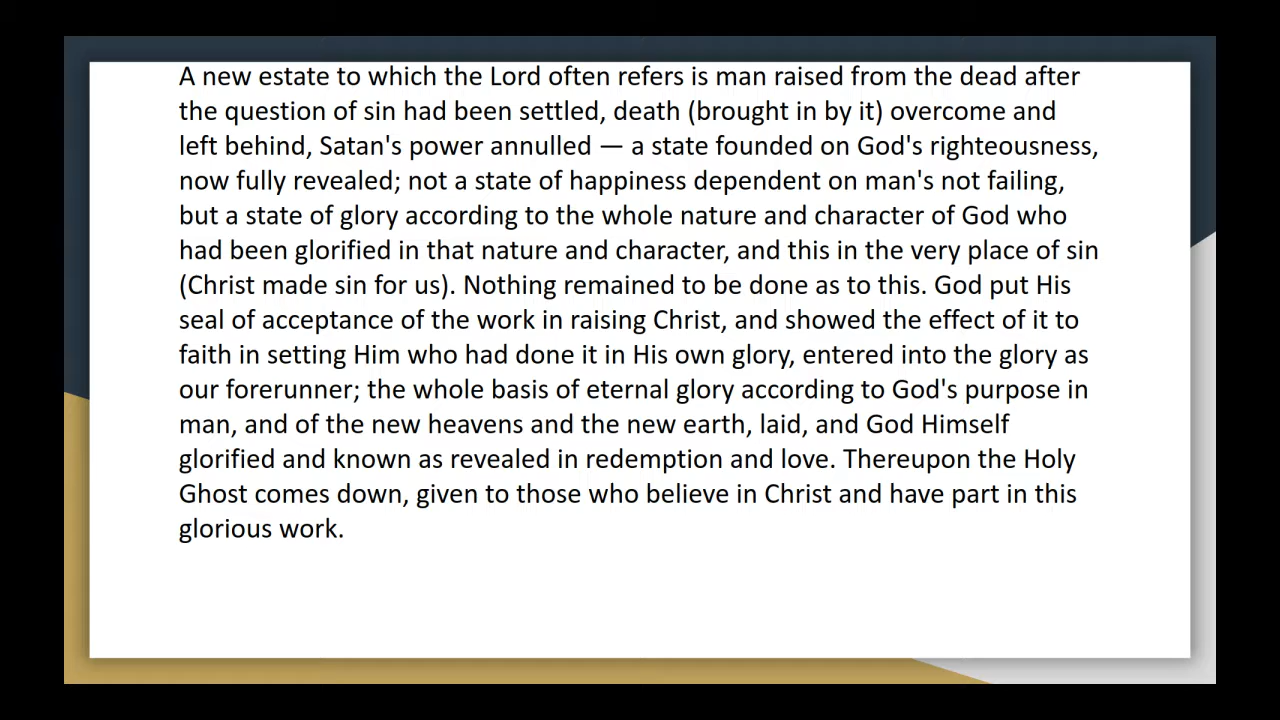 A new estate to which the Lord often refers is man raised from the dead after
the question of sin had been settled, death (brought in by it) overcome and
left behind, Satan's power annulled — a state founded on God's righteousness,
now fully revealed; not a state of happiness dependent on man's not failing,
but a state of glory according to the whole nature and character of God who
had been glorified in that nature and character, and this in the very place of sin
(Christ made sin for us). Nothing remained to be done as to this. God put His
seal of acceptance of the work in raising Christ, and showed the effect of it to
faith in setting Him who had done it in His own glory, entered into the glory as
our forerunner; the whole basis of eternal glory according to God's purpose in
man, and of the new heavens and the new earth, laid, and God Himself
glorified and known as revealed in redemption and love. Thereupon the Holy
Ghost comes down, given to those who believe in Christ and have part in this
glorious work.